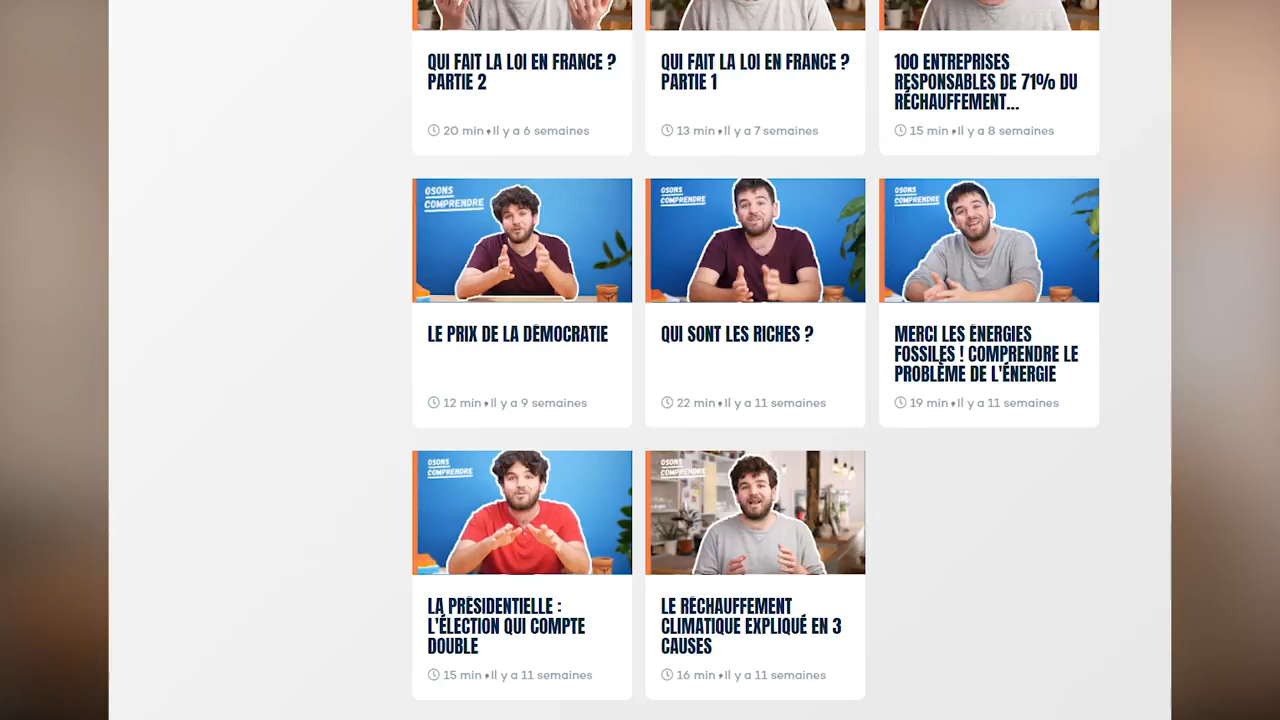 QUI FAIT LA LOI EN FRANCE ?
PARTIE 2
20 min • Il y a 6 semaines
QUI FAIT LA LOI EN FRANCE ?
PARTIE 1
13 min • Il y a 7 semaines
100 ENTREPRISES
RESPONSABLES DE 71% DU
RÉCHAUFFEMENT...
15 min • Il y a 8 semaines
OSONS
COMPRENDRE
LE PRIX DE LA DÉMOCRATIE
12 min • Il y a 9 semaines
OSONS
COMPRENDRE
QUI SONT LES RICHES ?
22 min • Il y a 11 semaines
OSONS
COMPRENDRE
MERCI LES ÉNERGIES
FOSSILES ! COMPRENDRE LE
PROBLÈME DE L'ÉNERGIE
19 min • Il y a 11 semaines
OSONS
COMPRENDRE
LA PRÉSIDENTIELLE :
L'ÉLECTION QUI COMPTE
DOUBLE
15 min • Il y a 11 semaines
OSONS
COMPRENDRE
LE RÉCHAUFFEMENT
CLIMATIQUE EXPLIQUÉ EN 3
CAUSES
16 min • Il y a 11 semaines